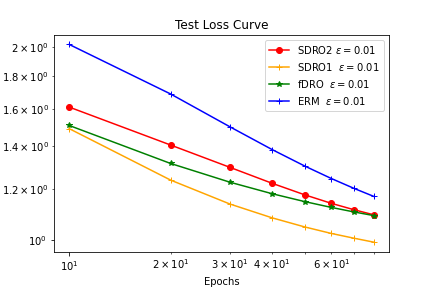 Test Loss Curve
2 × 10⁰
1.8 × 10⁰
1.6 × 10⁰
1.4 × 10⁰
1.2 × 10⁰
10⁰
SDRO2 ε = 0.01
SDRO1 ε = 0.01
fDRO ε = 0.01
ERM ε = 0.01
10¹ 2 × 10¹ 3 × 10¹ 4 × 10¹ 6 × 10¹
Epochs